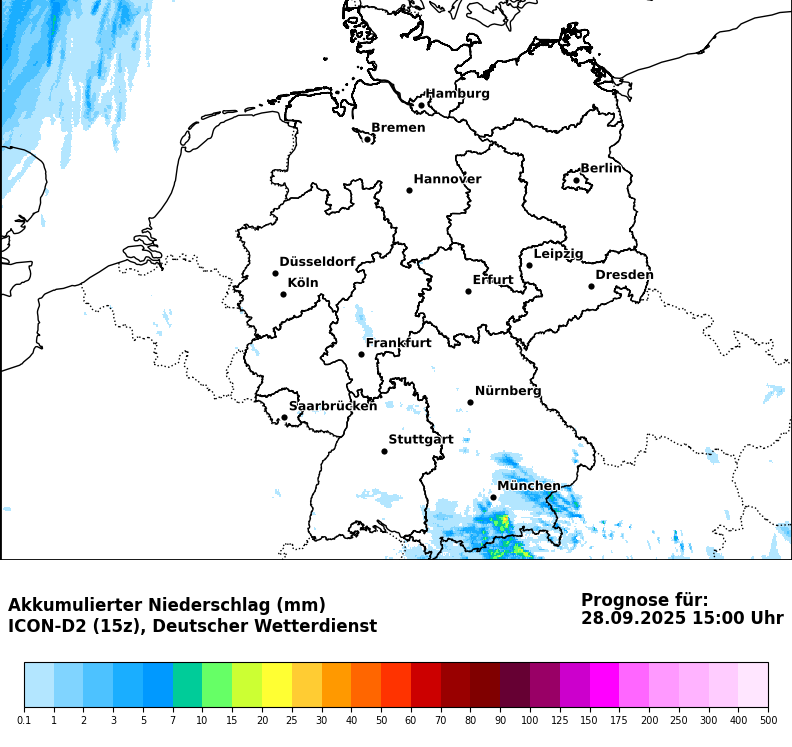 Hamburg
Bremen
Berlin
Hannover
Leipzig
Düsseldorf
Dresden
Köln
Erfurt
Frankfurt
Nürnberg
Saarbrücken
Stuttgart
München
Akkumulierter Niederschlag (mm)
ICON-D2 (15z), Deutscher Wetterdienst
Prognose für:
28.09.2025 15:00 Uhr
0.1 1 2 3 5 7 10 15 20 25 30 40 50 60 70 80 90 100 125 150 175 200 250 300 400 500